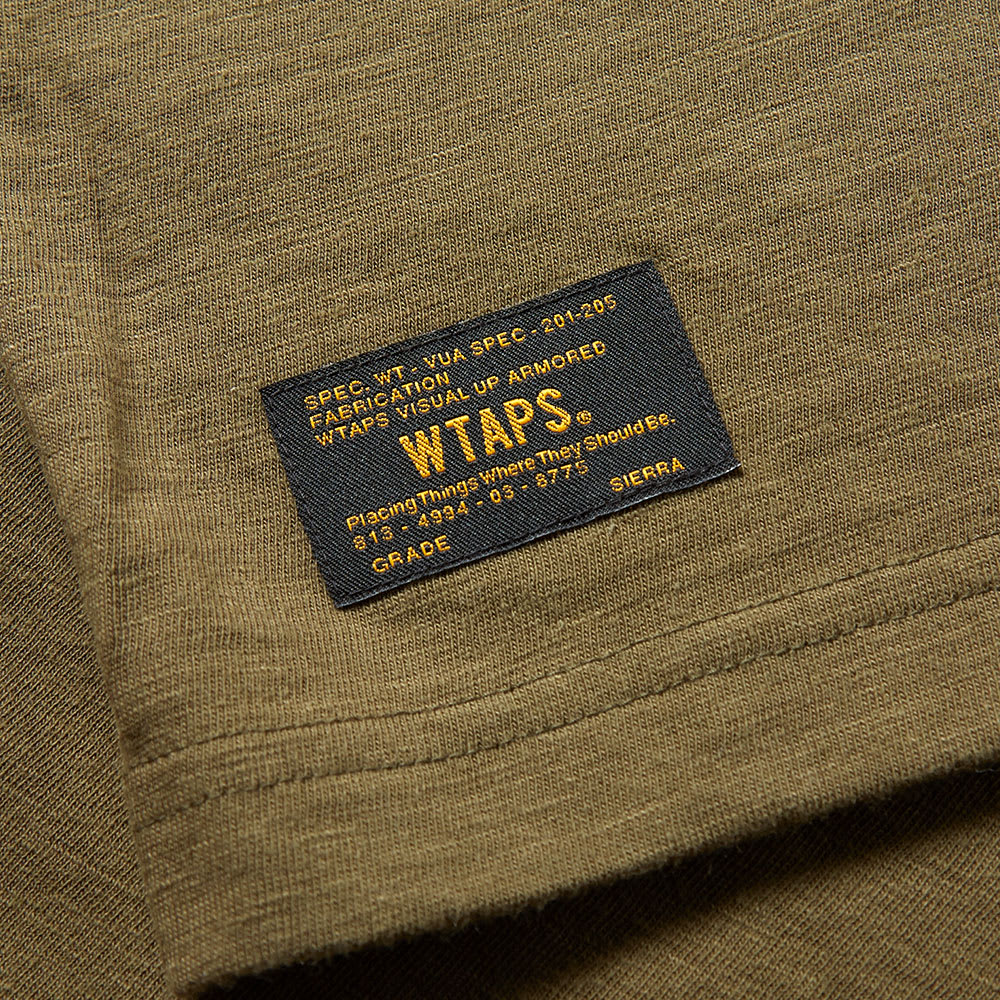 SPEC. WT - VUA SPEC - 201-205
FABRICATION
WTAPS VISUAL UP ARMORED
WTAPS®
Placing Things Where They Should Be.
813 - 4994 - 03 - 8775
GRADE SIERRA